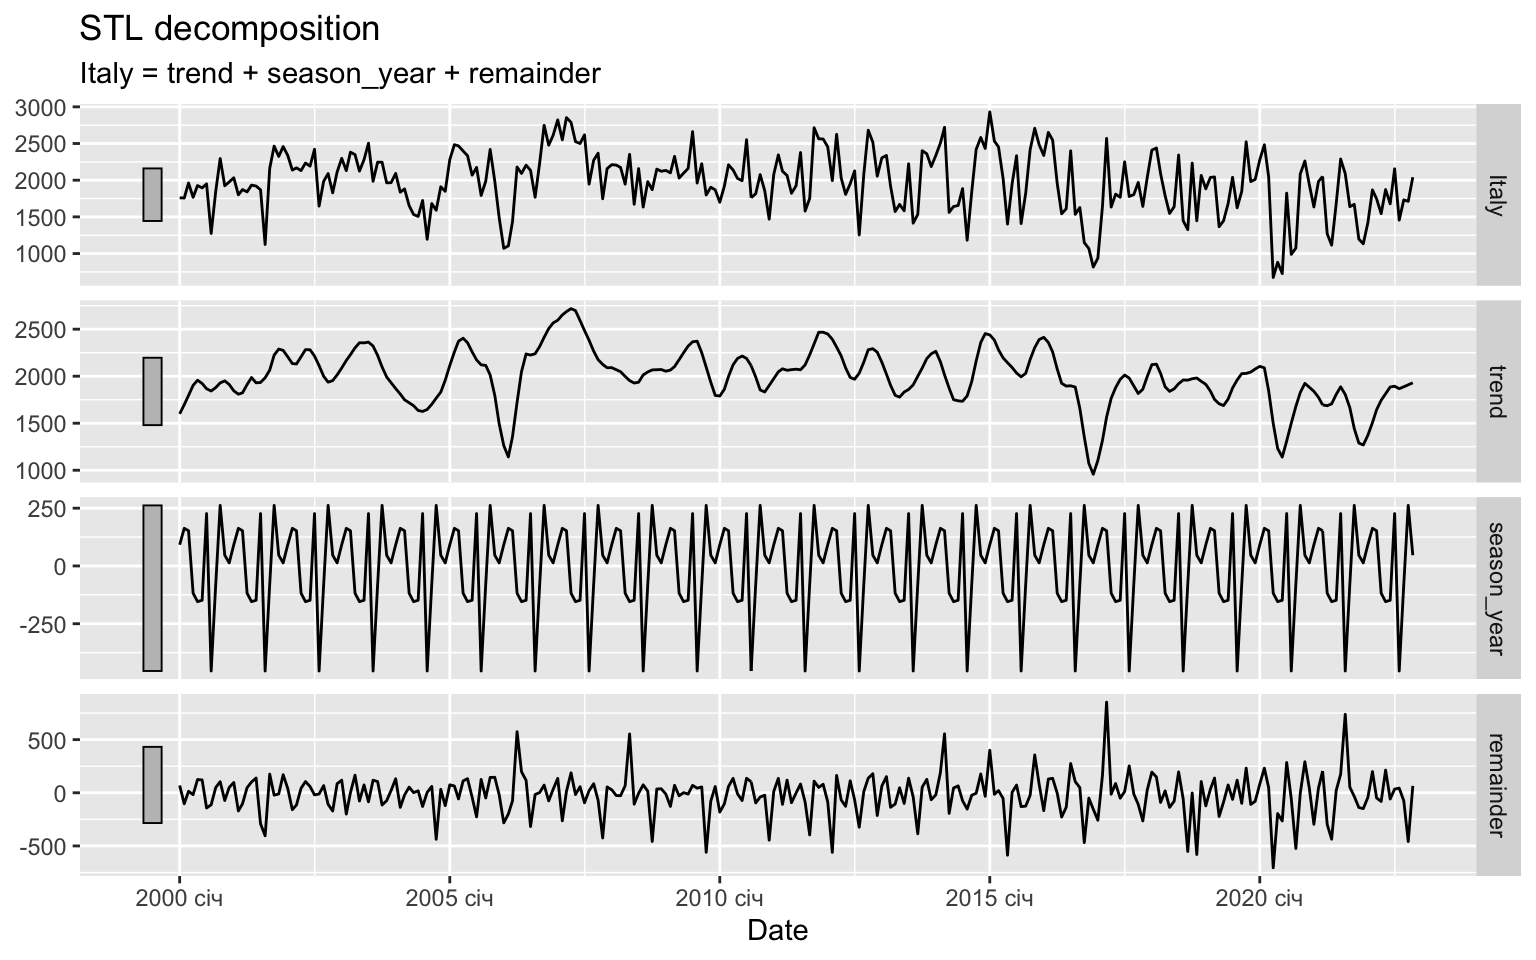 STL decomposition
Italy = trend + season_year + remainder
3000
2500
2000
1500
1000
Italy
2500
2000
1500
1000
trend
250
0
-250
season_year
500
0
-500
remainder
2000 січ 2005 січ 2010 січ 2015 січ 2020 січ
Date